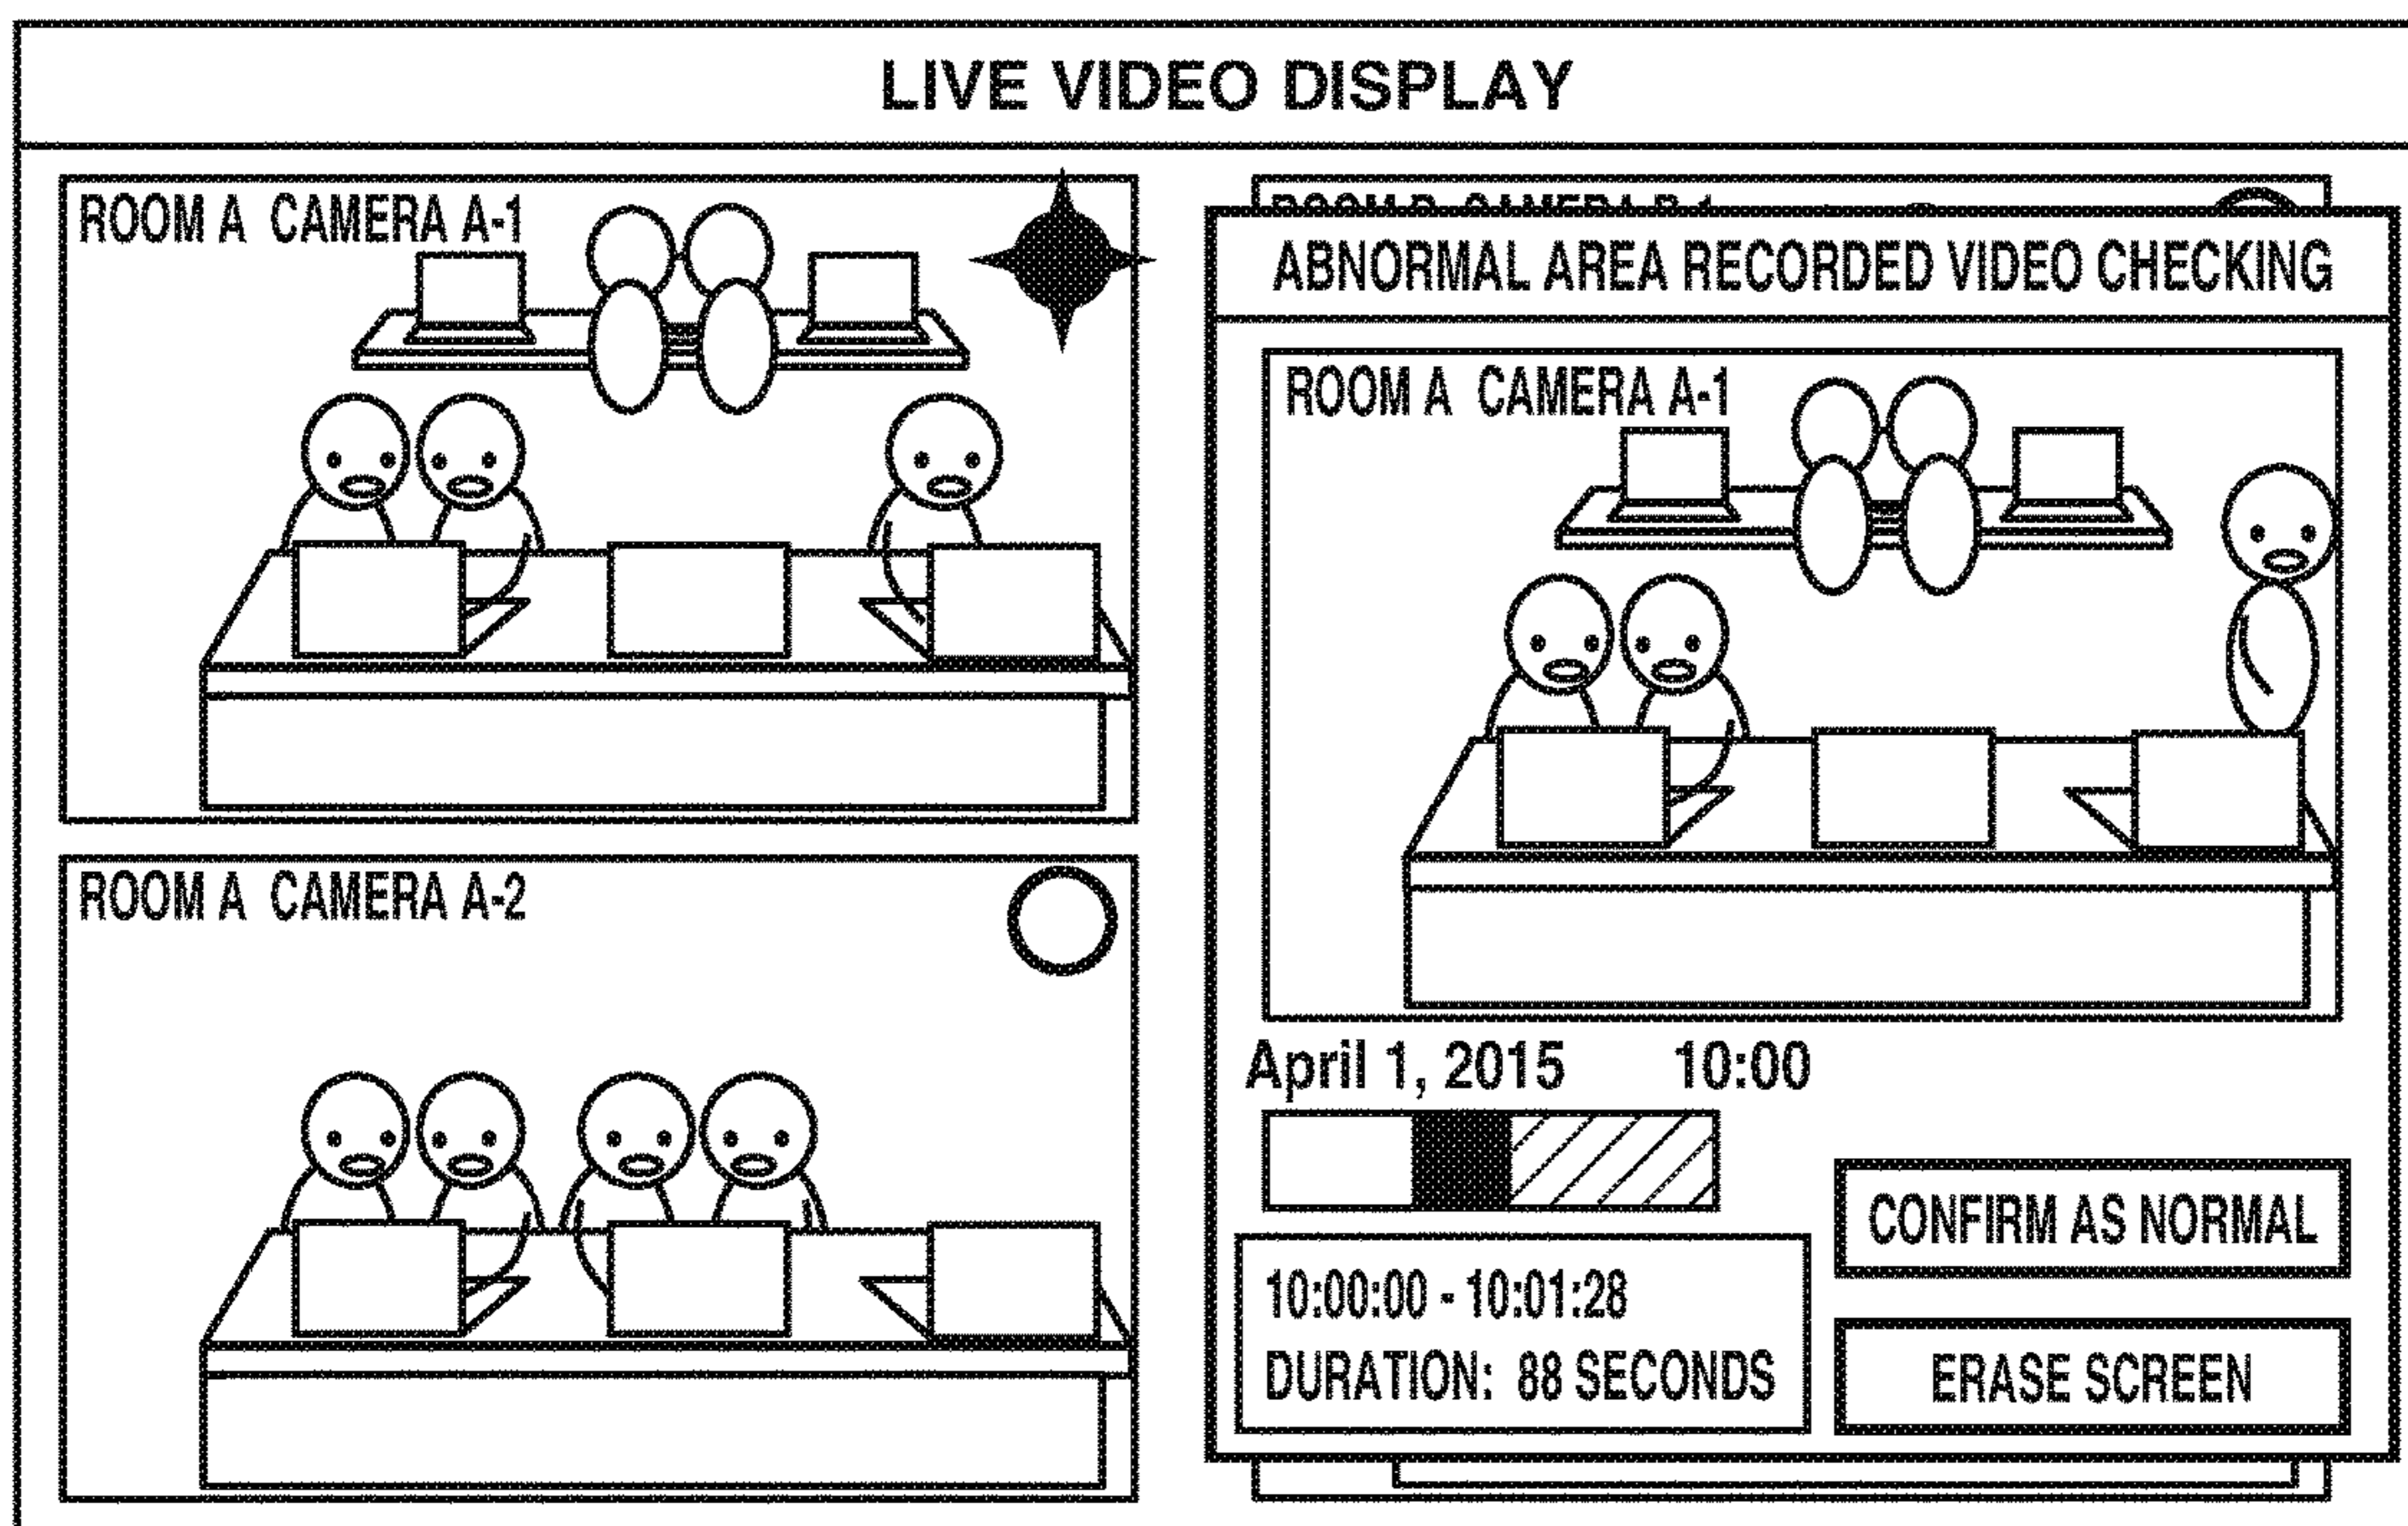 LIVE VIDEO DISPLAY
ROOM A CAMERA A-1
ROOM A CAMERA A-2
ABNORMAL AREA RECORDED VIDEO CHECKING
ROOM A CAMERA A-1
April 1, 2015 10:00
10:00:00 - 10:01:28
DURATION: 88 SECONDS
CONFIRM AS NORMAL
ERASE SCREEN